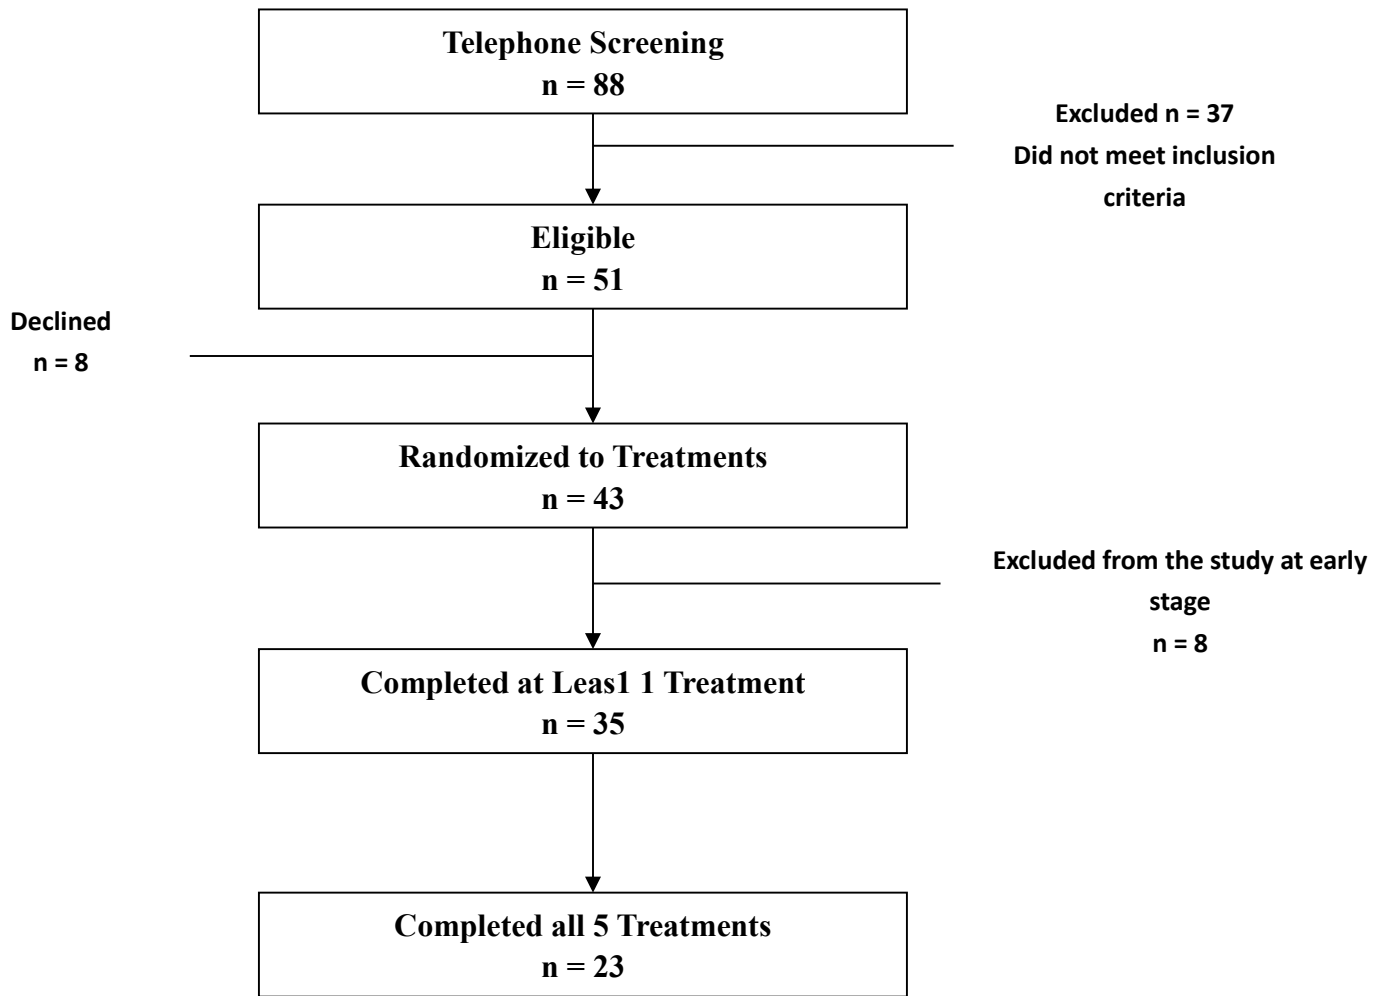 Telephone Screening
n = 88
Excluded n = 37
Did not meet inclusion
criteria
Eligible
n = 51
Declined
n = 8
Randomized to Treatments
n = 43
Excluded from the study at early
stage
n = 8
Completed at Leas1 1 Treatment
n = 35
Completed all 5 Treatments
n = 23